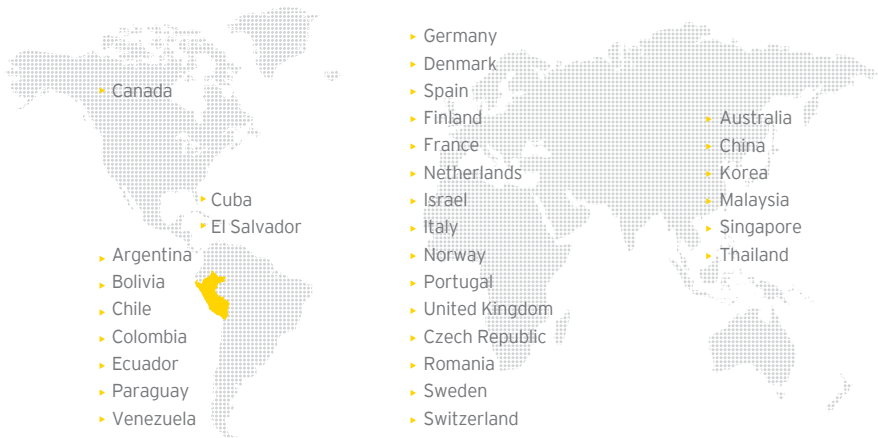 Canada
Cuba
El Salvador
Argentina
Bolivia
Chile
Colombia
Ecuador
Paraguay
Venezuela
Germany
Denmark
Spain
Finland
France
Netherlands
Israel
Italy
Norway
Portugal
United Kingdom
Czech Republic
Romania
Sweden
Switzerland
Australia
China
Korea
Malaysia
Singapore
Thailand